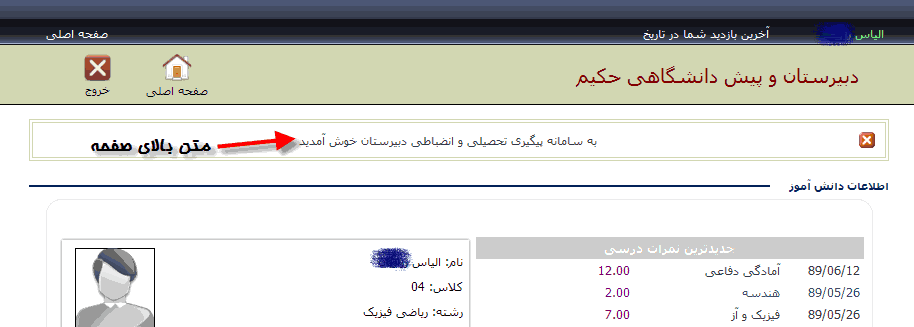 الیاس
آخرین بازدید شما در تاریخ
صفحه اصلی
دبیرستان و پیش دانشگاهی حکیم
صفحه اصلی
خروج
به سامانه پیگیری تحصیلی و انضباطی دبیرستان خوش آمدید
متن بالای صفحه
اطلاعات دانش آموز
جدیدترین نمرات درسی
89/06/12 آمادگی دفاعی 12.00
89/05/26 هندسه 2.00
89/05/26 فیزیک و آز 7.00
نام: الیاس
کلاس: 04
رشته: ریاضی فیزیک